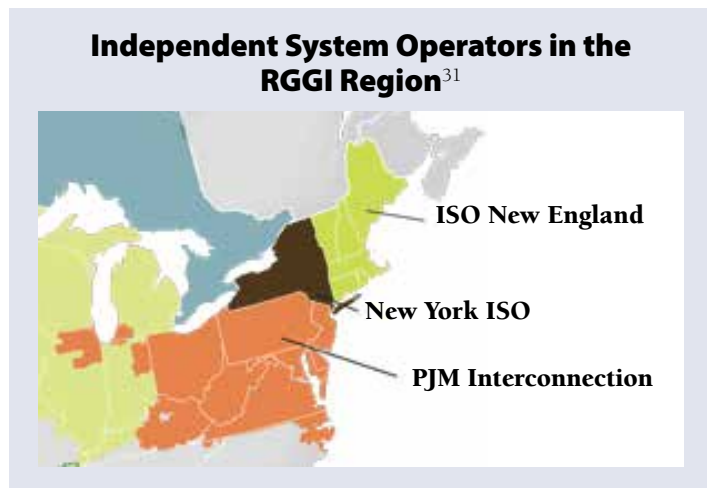 Independent System Operators in the
RGGI Region31
ISO New England
New York ISO
PJM Interconnection